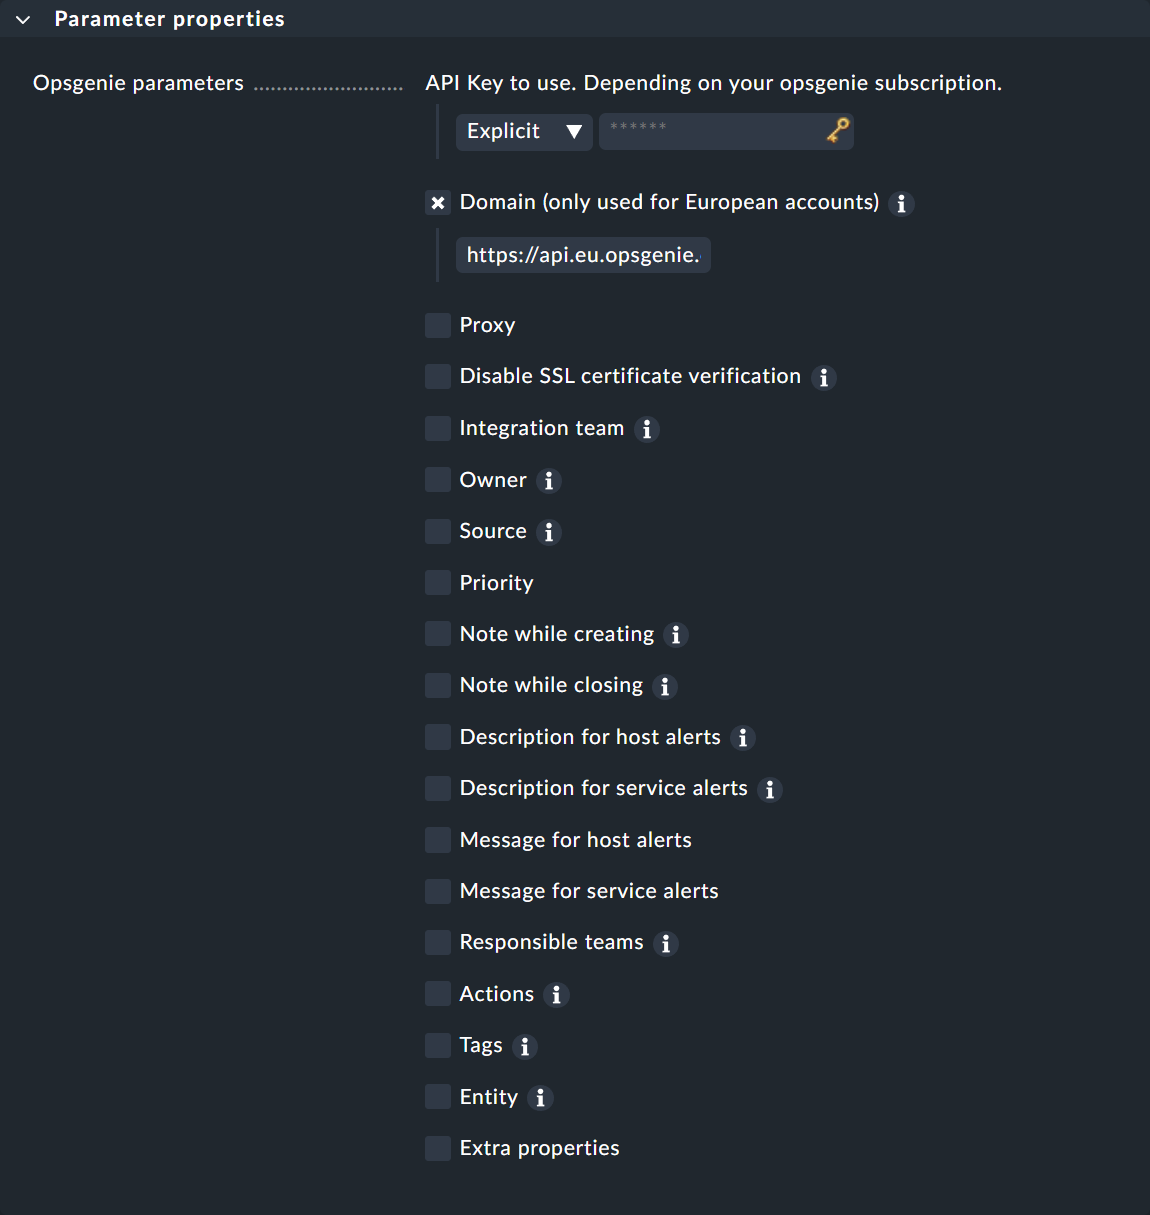 Parameter properties
Opsgenie parameters
API Key to use. Depending on your opsgenie subscription.
Explicit ******
Domain (only used for European accounts)
https://api.eu.opsgenie.
Proxy
Disable SSL certificate verification
Integration team
Owner
Source
Priority
Note while creating
Note while closing
Description for host alerts
Description for service alerts
Message for host alerts
Message for service alerts
Responsible teams
Actions
Tags
Entity
Extra properties